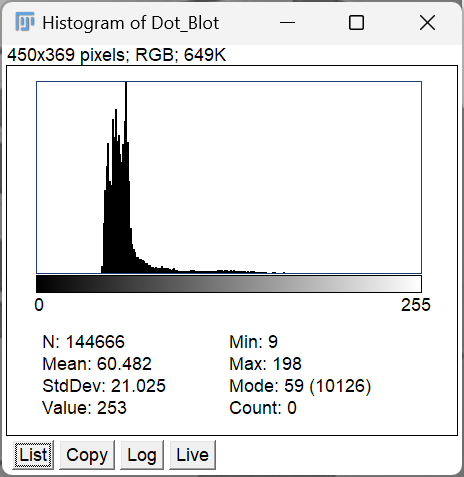 Histogram of Dot_Blot
450x369 pixels; RGB; 649K
0 255
N: 144666 Min: 9
Mean: 60.482 Max: 198
StdDev: 21.025 Mode: 59 (10126)
Value: 253 Count: 0
List Copy Log Live